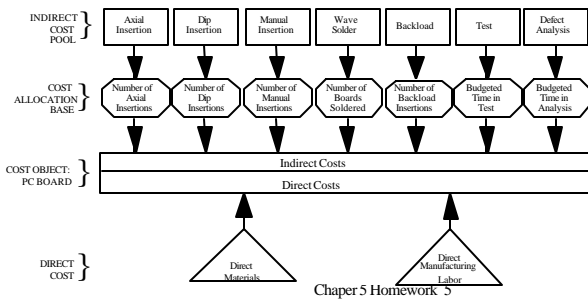 INDIRECT
COST
POOL
Axial
Insertion
Dip
Insertion
Manual
Insertion
Wave
Solder
Backload
Test
Defect
Analysis
COST
ALLOCATION
BASE
Number of
Axial
Insertions
Number of
Dip
Insertions
Number of
Manual
Insertions
Number of
Boards
Soldered
Number of
Backload
Insertions
Budgeted
Time in
Test
Budgeted
Time in
Analysis
COST OBJECT:
PC BOARD
Indirect Costs
Direct Costs
DIRECT
COST
Direct
Materials
Direct
Manufacturing
Labor
Chaper 5 Homework 5